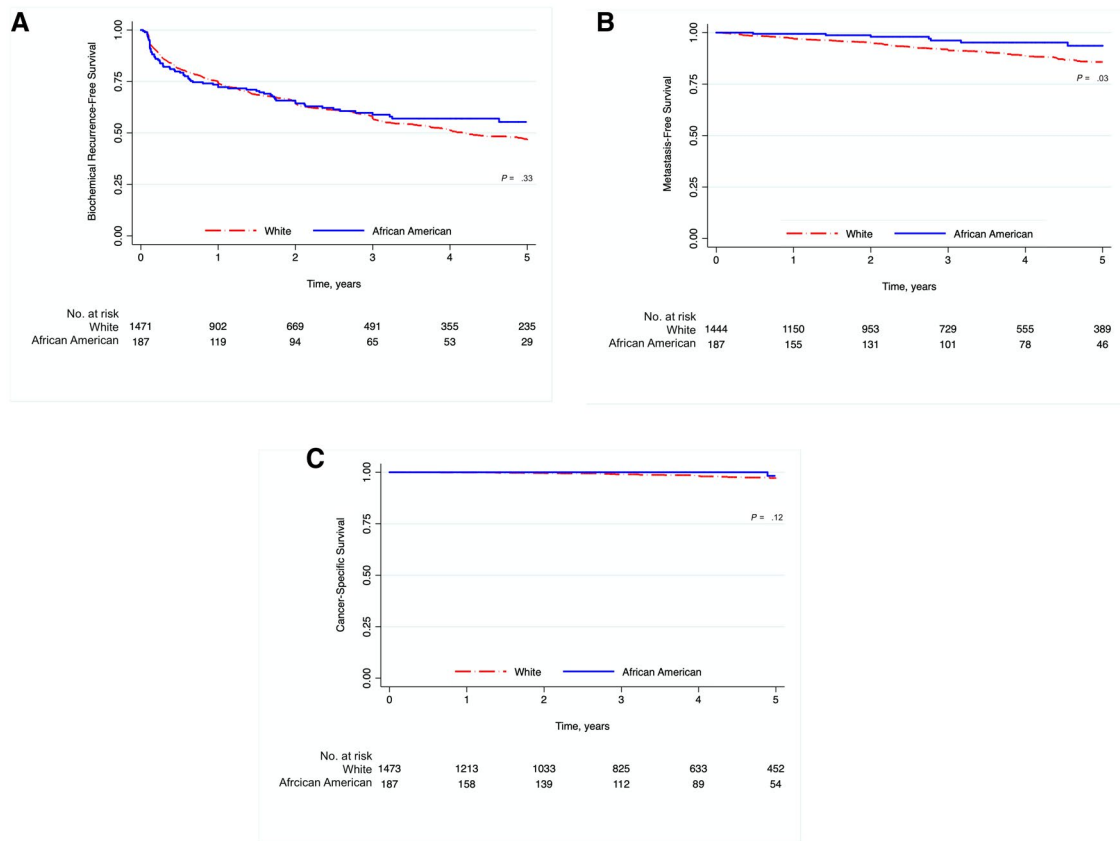 A
Biochemical Recurrence-Free Survival
1.00
0.75
0.50
0.25
0.00
P = .33
White African American
0 1 2 3 4 5
Time, years
No. at risk
White 1471 902 669 491 355 235
African American 187 119 94 65 53 29
B
Metastasis-Free Survival
1.00
0.75
0.50
0.25
0.00
P = .03
White African American
0 1 2 3 4 5
Time, years
No. at risk
White 1444 1150 953 729 555 389
African American 187 155 131 101 78 46
C
Cancer-Specific Survival
1.00
0.75
0.50
0.25
0.00
P = .12
White African American
0 1 2 3 4 5
Time, years
No. at risk
White 1473 1213 1033 825 633 452
Afrcican American 187 158 139 112 89 54